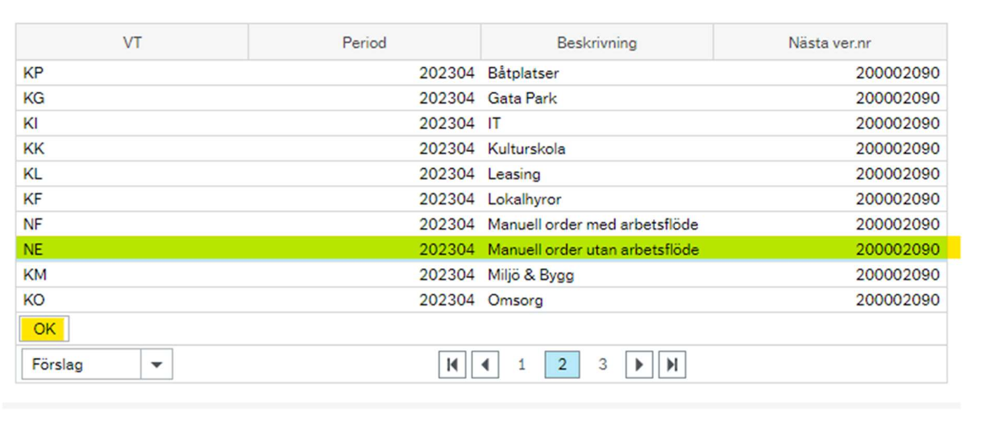 VT Period Beskrivning Nästa ver.nr
KP 202304 Båtplatser 200002090
KG 202304 Gata Park 200002090
KI 202304 IT 200002090
KK 202304 Kulturskola 200002090
KL 202304 Leasing 200002090
KF 202304 Lokalhyror 200002090
NF 202304 Manuell order med arbetsflöde 200002090
NE 202304 Manuell order utan arbetsflöde 200002090
KM 202304 Miljö & Bygg 200002090
KO 202304 Omsorg 200002090
OK
Förslag 1 2 3